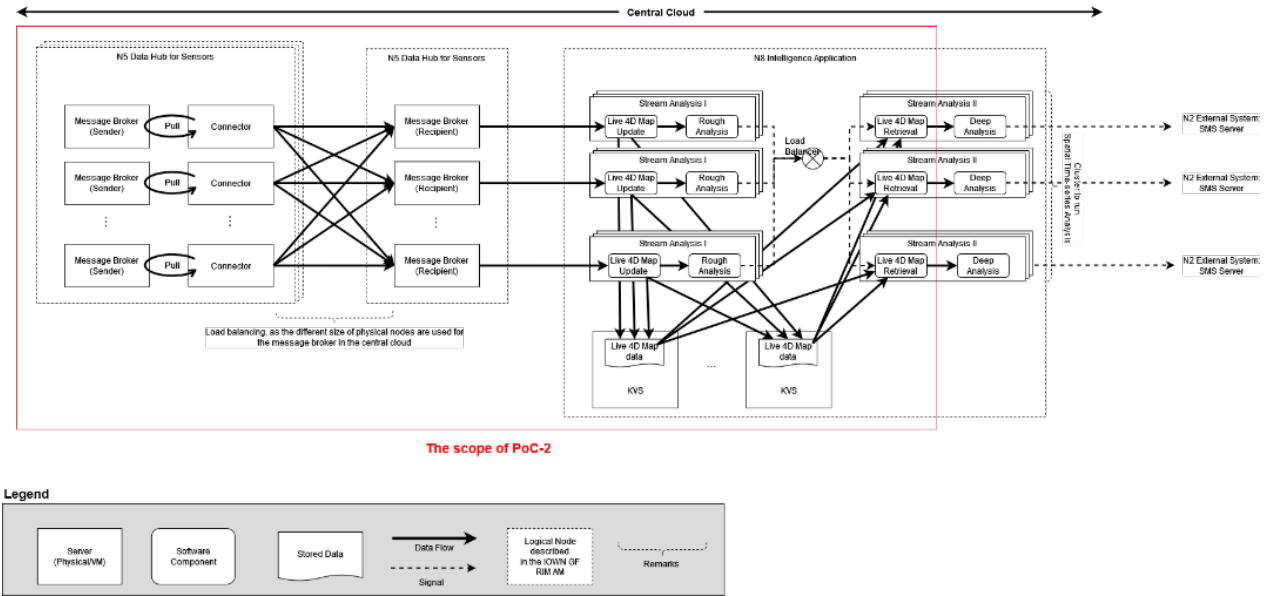 Central Cloud
N5 Data Hub for Sensors
N5 Data Hub for Sensors
N8 Intelligence Application
Message Broker
(Sender)
Pull
Connector
Message Broker
(Recipient)
Stream Analysis I
Live 4D Map
Update
Rough
Analysis
Load
Balancer
Stream Analysis II
Live 4D Map
Retrieval
Deep
Analysis
N2 External System:
SMS Server
Message Broker
(Sender)
Pull
Connector
Message Broker
(Recipient)
Stream Analysis I
Live 4D Map
Update
Rough
Analysis
Stream Analysis II
Live 4D Map
Retrieval
Deep
Analysis
N2 External System:
SMS Server
Cluster to run
Spatial Time-series Analysis
...
...
...
Message Broker
(Sender)
Pull
Connector
Message Broker
(Recipient)
Stream Analysis I
Live 4D Map
Update
Rough
Analysis
Stream Analysis II
Live 4D Map
Retrieval
Deep
Analysis
N2 External System:
SMS Server
Load balancing, as the different size of physical nodes are used for
the message broker in the central cloud
Live 4D Map
data
KVS
...
Live 4D Map
data
KVS
The scope of PoC-2
Legend
Server
(Physical/VM)
Software
Component
Stored Data
Data Flow
Signal
Logical Node
described
in the IOWN GF
RIM AM
Remarks